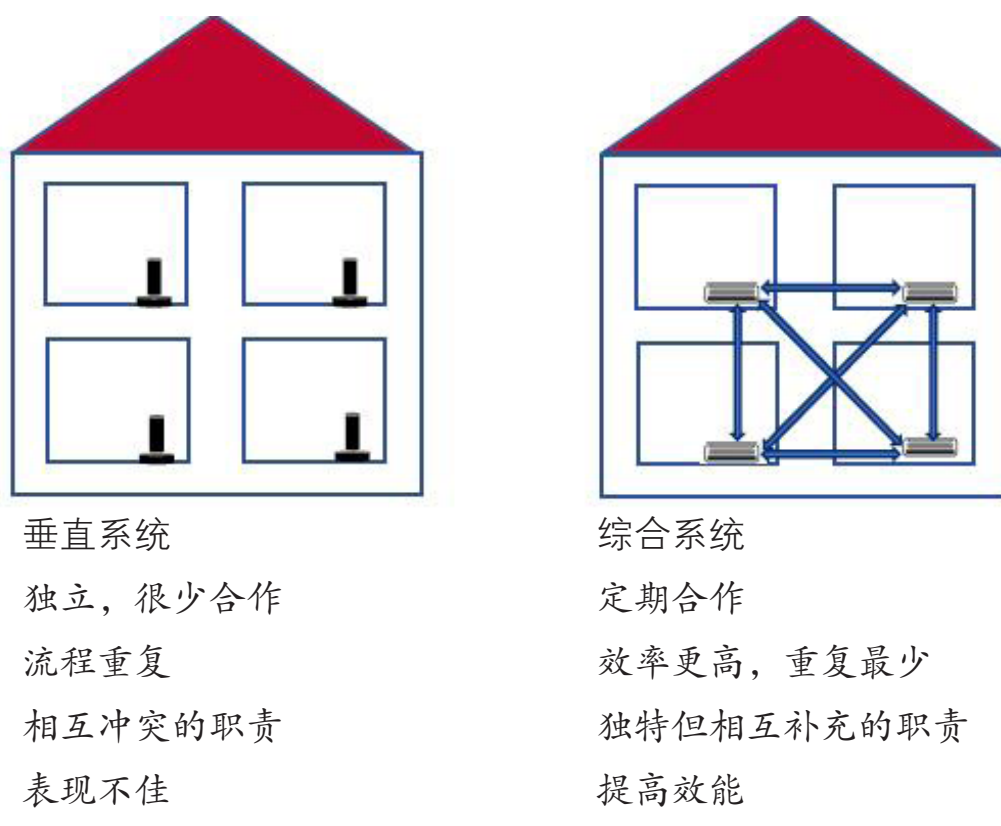 垂直系统
独立，很少合作
流程重复
相互冲突的职责
表现不佳
综合系统
定期合作
效率更高，重复最少
独特但相互补充的职责
提高效能